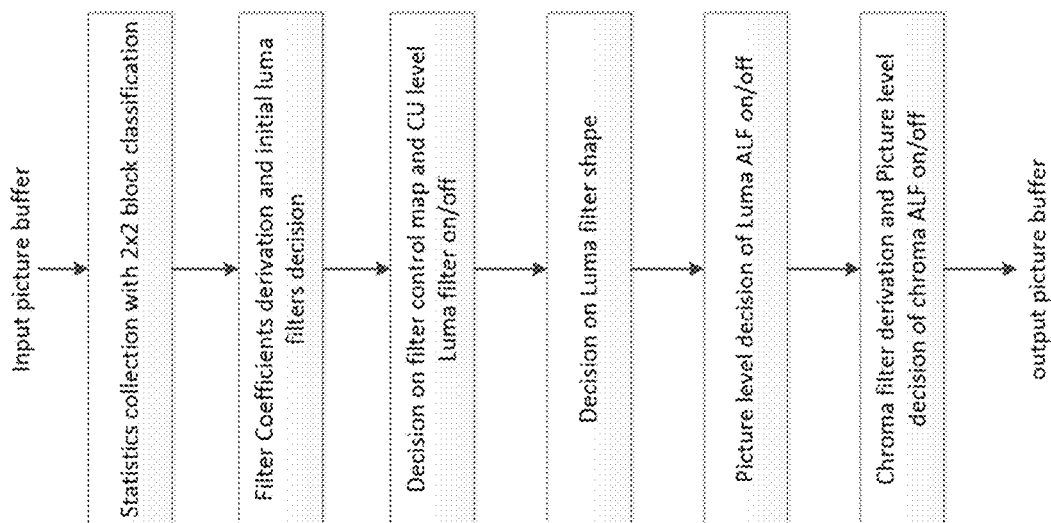 Input picture buffer
Statistics collection with 2x2 block classification
Filter Coefficients derivation and initial luma
filters decision
Decision on filter control map and CU level
Luma filter on/off
Decision on Luma filter shape
Picture level decision of Luma ALF on/off
Chroma filter derivation and Picture level
decision of chroma ALF on/off
output picture buffer